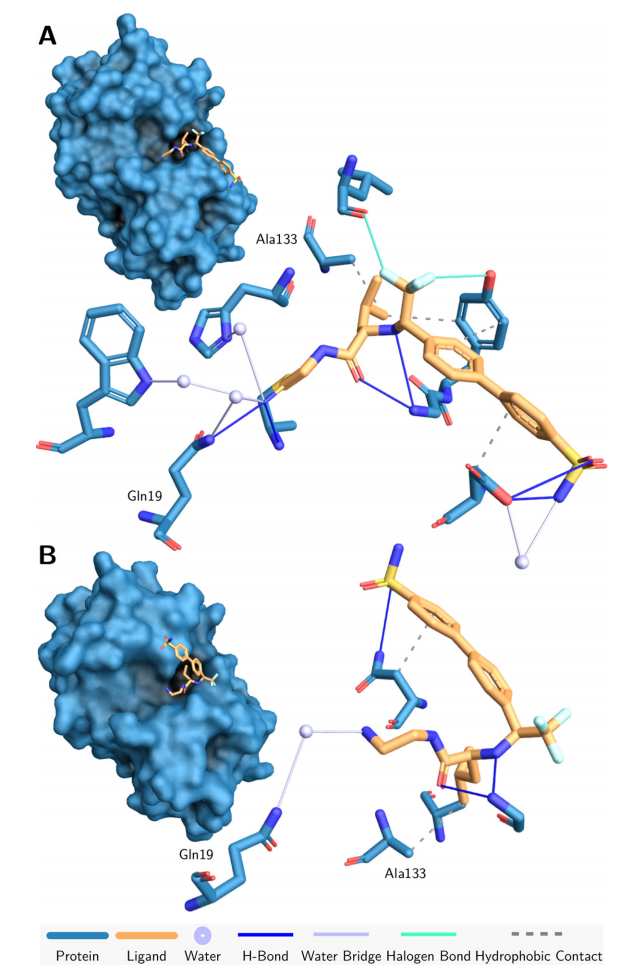 A
Ala133
Gln19
B
Gln19
Ala133
Protein Ligand Water H-Bond Water Bridge Halogen Bond Hydrophobic Contact